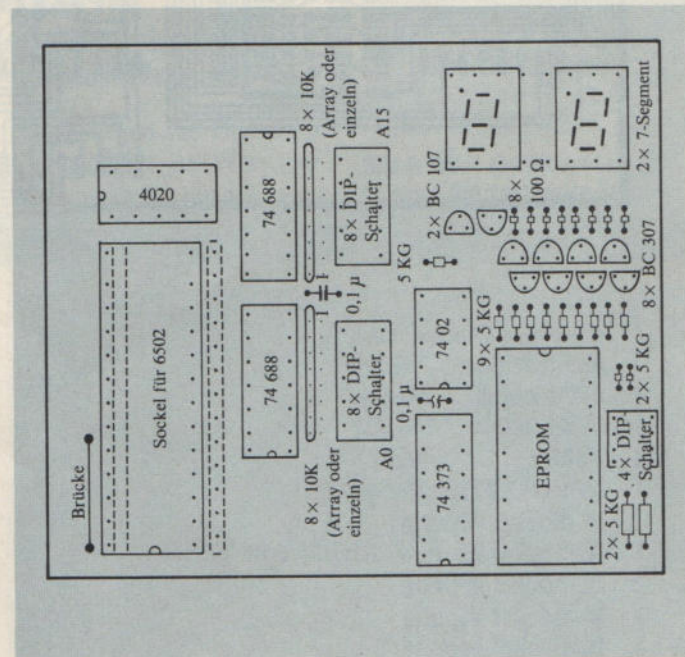 Brücke
Sockel für 6502
4020
74 688
74 688
8× 10K
(Array oder
einzeln)
8× 10K
(Array oder
einzeln)
0,1 µ
A0
8× DIP-
Schalter
8× DIP-
Schalter
A15
74 373
0,1 µ
74 02
5 KG
2× BC 107
EPROM
9× 5 KG
8×
100 Ω
8× BC 307
2× 7-Segment
2× 5 KG
4× DIP-
Schalter
2× 5 KG